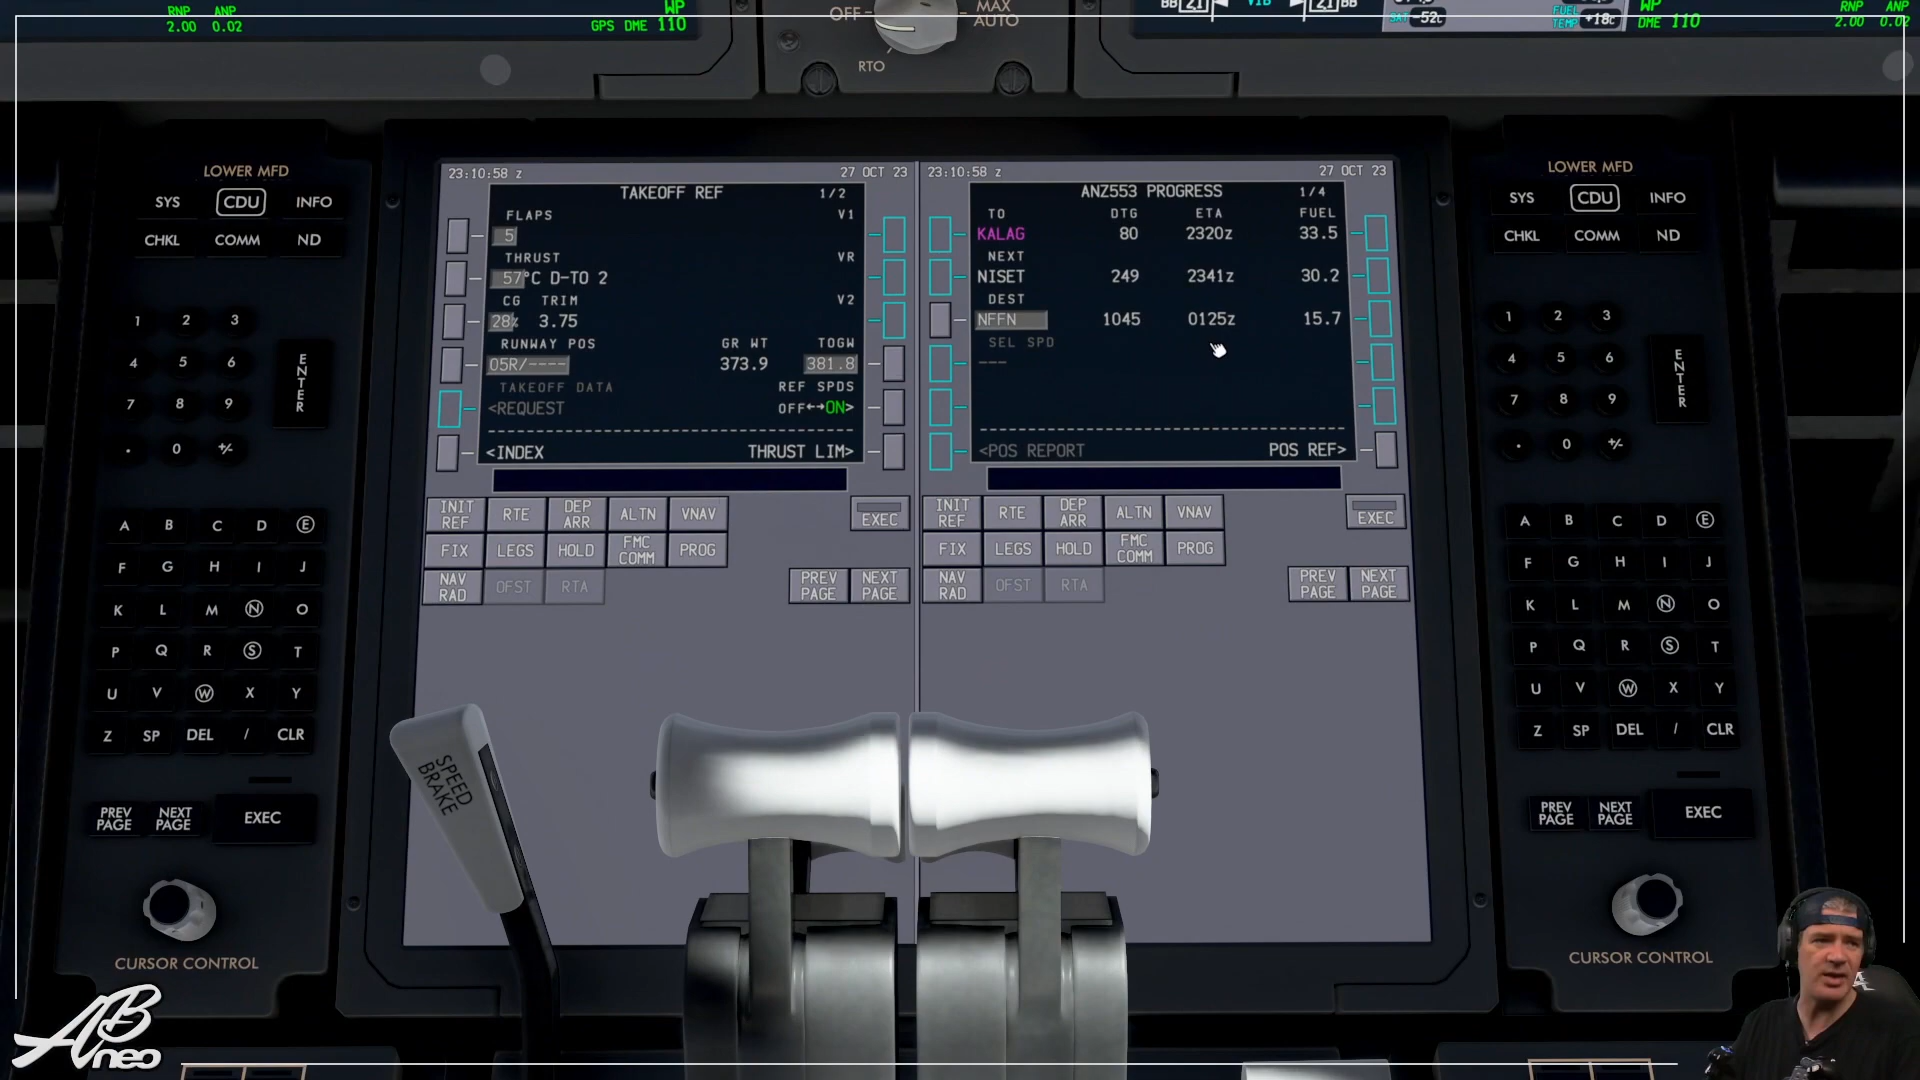 RNP ANP
2.00 0.02
WP
GPS DME 110
OFF
MAX
AUTO
RTO
SAT -52c
FUEL
TEMP +18c
WP
DME 110
RNP ANP
2.00 0.02
LOWER MFD
SYS CDU INFO
CHKL COMM ND
1 2 3
4 5 6
7 8 9
. 0 +/-
ENTER
A B C D E
F G H I J
K L M N O
P Q R S T
U V W X Y
Z SP DEL / CLR
PREV PAGE NEXT PAGE EXEC
CURSOR CONTROL
23:10:58 z 27 OCT 23
TAKEOFF REF 1/2
FLAPS V1
5
THRUST VR
57°C D-TO 2
CG TRIM V2
28% 3.75
RUNWAY POS GR WT TOGW
05R/---- 373.9 381.8
TAKEOFF DATA REF SPDS
<REQUEST OFF↔ON>
<INDEX THRUST LIM>
INIT REF RTE DEP ARR ALTN VNAV EXEC
FIX LEGS HOLD FMC COMM PROG
NAV RAD OFST RTA PREV PAGE NEXT PAGE
23:10:58 z 27 OCT 23
ANZ553 PROGRESS 1/4
TO DTG ETA FUEL
KALAG 80 2320z 33.5
NEXT
NISET 249 2341z 30.2
DEST
NFFN 1045 0125z 15.7
SEL SPD
---
<POS REPORT POS REF>
INIT REF RTE DEP ARR ALTN VNAV EXEC
FIX LEGS HOLD FMC COMM PROG
NAV RAD OFST RTA PREV PAGE NEXT PAGE
SPEED BRAKE
LOWER MFD
SYS CDU INFO
CHKL COMM ND
1 2 3
4 5 6
7 8 9
. 0 +/-
ENTER
A B C D E
F G H I J
K L M N O
P Q R S T
U V W X Y
Z SP DEL / CLR
PREV PAGE NEXT PAGE EXEC
CURSOR CONTROL
AB neo